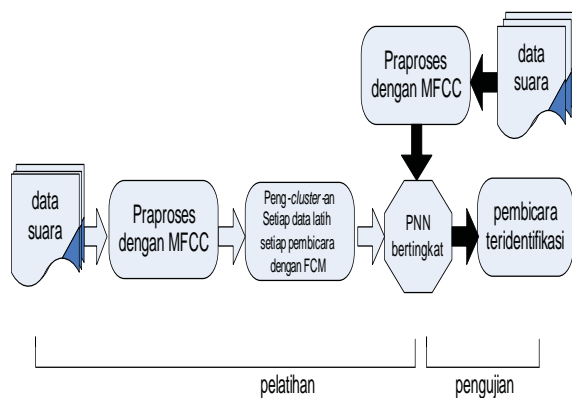 Praproses
dengan MFCC
data
suara
data
suara
Praproses
dengan MFCC
Peng-cluster-an
Setiap data latih
setiap pembicara
dengan FCM
PNN
bertingkat
pembicara
teridentifikasi
pelatihan
pengujian